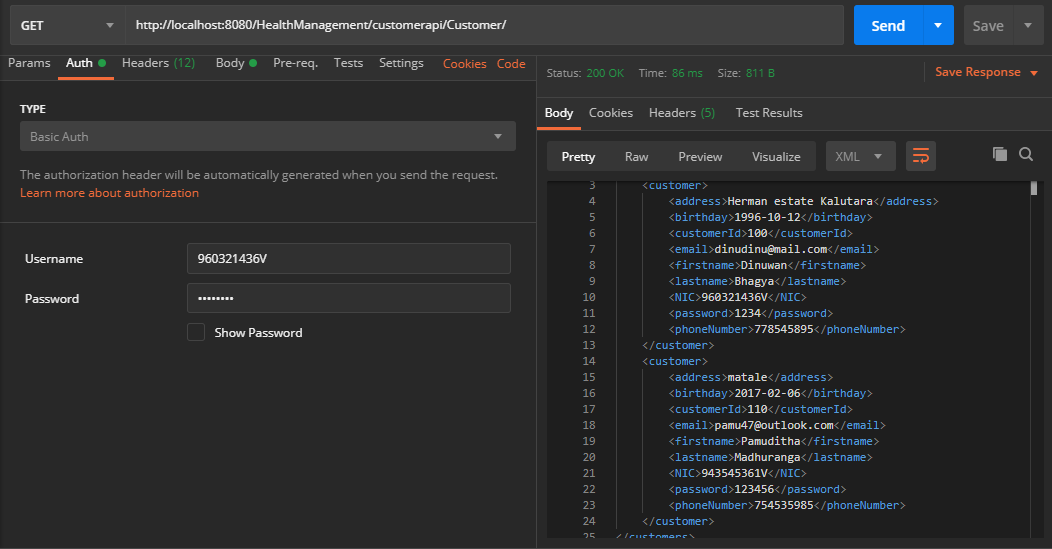 GET http://localhost:8080/HealthManagement/customerapi/Customer/ Send Save
Params Auth Headers (12) Body Pre-req. Tests Settings Cookies Code
TYPE
Basic Auth
The authorization header will be automatically generated when you send the request.
Learn more about authorization
Username 960321436V
Password ••••••••
Show Password
Status: 200 OK Time: 86 ms Size: 811 B Save Response
Body Cookies Headers (5) Test Results
Pretty Raw Preview Visualize XML
3 <customer>
4 <address>Herman estate Kalutara</address>
5 <birthday>1996-10-12</birthday>
6 <customerId>100</customerId>
7 <email>dinudinu@mail.com</email>
8 <firstname>Dinuwan</firstname>
9 <lastname>Bhagya</lastname>
10 <NIC>960321436V</NIC>
11 <password>1234</password>
12 <phoneNumber>778545895</phoneNumber>
13 </customer>
14 <customer>
15 <address>matale</address>
16 <birthday>2017-02-06</birthday>
17 <customerId>110</customerId>
18 <email>pamu47@outlook.com</email>
19 <firstname>Pamuditha</firstname>
20 <lastname>Madhuranga</lastname>
21 <NIC>943545361V</NIC>
22 <password>123456</password>
23 <phoneNumber>754535985</phoneNumber>
24 </customer>
25 </customers>